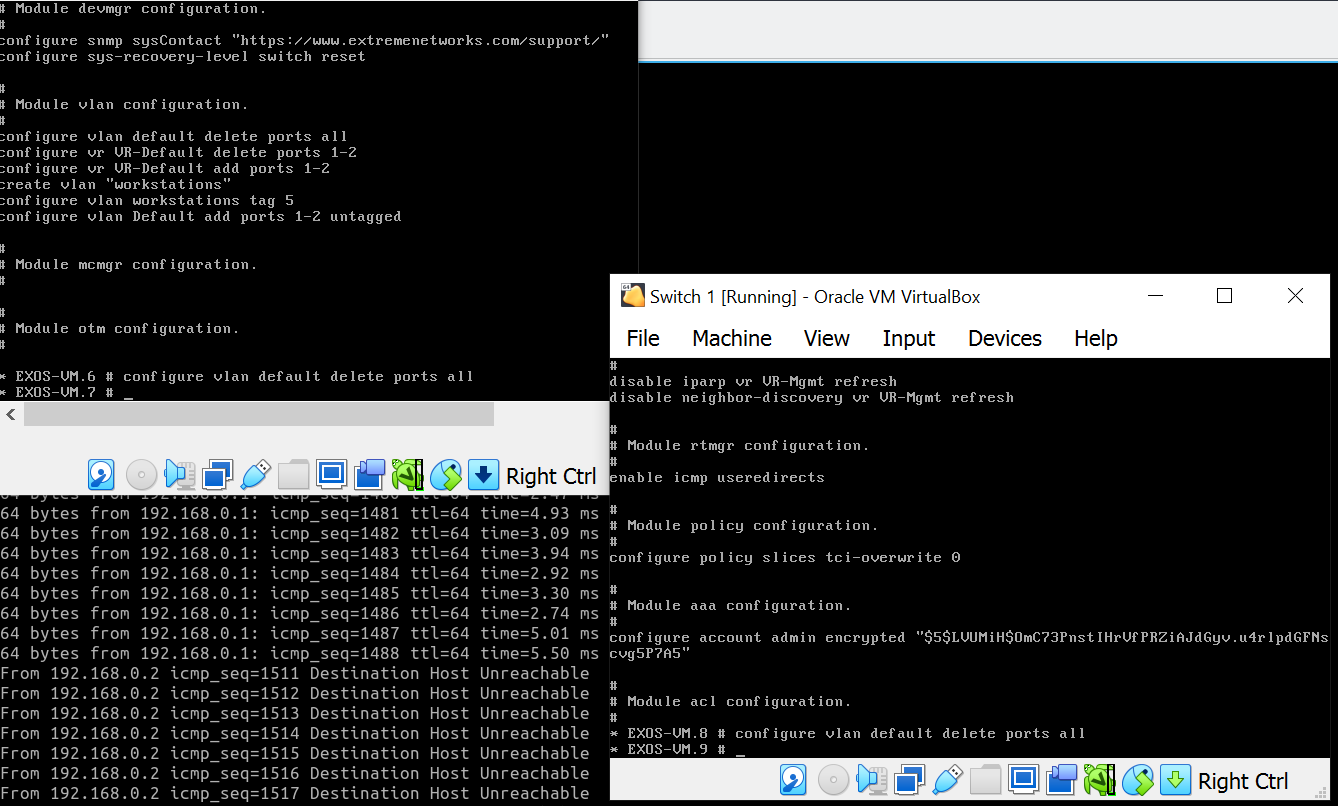 # Module devmgr configuration.
#
configure snmp sysContact "https://www.extremenetworks.com/support/"
configure sys-recovery-level switch reset
#
# Module vlan configuration.
#
configure vlan default delete ports all
configure vr VR-Default delete ports 1-2
configure vr VR-Default add ports 1-2
create vlan "workstations"
configure vlan workstations tag 5
configure vlan Default add ports 1-2 untagged
#
# Module mcmgr configuration.
#
#
# Module otm configuration.
#
* EXOS-VM.6 # configure vlan default delete ports all
* EXOS-VM.7 # _
Right Ctrl
64 bytes from 192.168.0.1: icmp_seq=1480 ttl=64 time=2.47 ms
64 bytes from 192.168.0.1: icmp_seq=1481 ttl=64 time=4.93 ms
64 bytes from 192.168.0.1: icmp_seq=1482 ttl=64 time=3.09 ms
64 bytes from 192.168.0.1: icmp_seq=1483 ttl=64 time=3.94 ms
64 bytes from 192.168.0.1: icmp_seq=1484 ttl=64 time=2.92 ms
64 bytes from 192.168.0.1: icmp_seq=1485 ttl=64 time=3.30 ms
64 bytes from 192.168.0.1: icmp_seq=1486 ttl=64 time=2.74 ms
64 bytes from 192.168.0.1: icmp_seq=1487 ttl=64 time=5.01 ms
64 bytes from 192.168.0.1: icmp_seq=1488 ttl=64 time=5.50 ms
From 192.168.0.2 icmp_seq=1511 Destination Host Unreachable
From 192.168.0.2 icmp_seq=1512 Destination Host Unreachable
From 192.168.0.2 icmp_seq=1513 Destination Host Unreachable
From 192.168.0.2 icmp_seq=1514 Destination Host Unreachable
From 192.168.0.2 icmp_seq=1515 Destination Host Unreachable
From 192.168.0.2 icmp_seq=1516 Destination Host Unreachable
From 192.168.0.2 icmp_seq=1517 Destination Host Unreachable
Switch 1 [Running] - Oracle VM VirtualBox
File Machine View Input Devices Help
#
disable iparp vr VR-Mgmt refresh
disable neighbor-discovery vr VR-Mgmt refresh
#
# Module rtmgr configuration.
#
enable icmp useredirects
#
# Module policy configuration.
#
configure policy slices tci-overwrite 0
#
# Module aaa configuration.
#
configure account admin encrypted "$5$LVUMiH$OmC73PnstIHrVfPRZiAJdGyv.u4rlpdGFNs
cvg5P7A5"
#
# Module acl configuration.
#
* EXOS-VM.8 # configure vlan default delete ports all
* EXOS-VM.9 # _
Right Ctrl